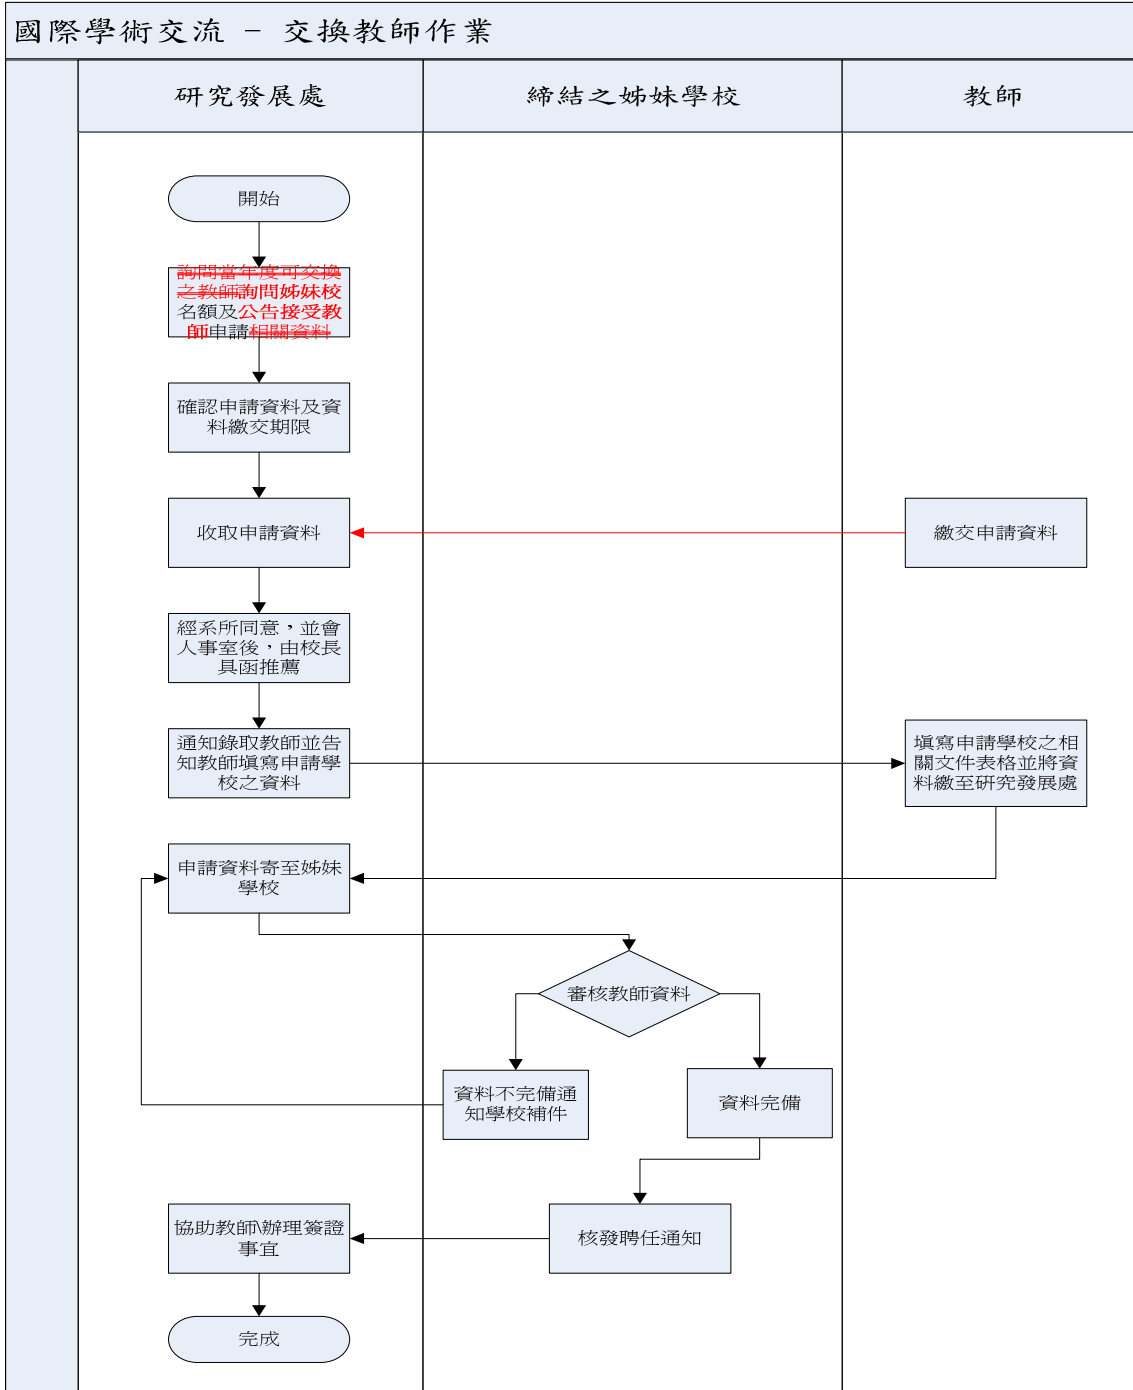 國際學術交流 - 交換教師作業
研究發展處
締結之姊妹學校
教師
開始
詢問當年度可交換
之教師詢問姊妹校
名額及公告接受教
師申請相關資料
確認申請資料及資
料繳交期限
收取申請資料
繳交申請資料
經系所同意，並會
人事室後，由校長
具函推薦
通知錄取教師並告
知教師填寫申請學
校之資料
填寫申請學校之相
關文件表格並將資
料繳至研究發展處
申請資料寄至姊妹
學校
審核教師資料
資料不完備通
知學校補件
資料完備
核發聘任通知
協助教師\辦理簽證
事宜
完成